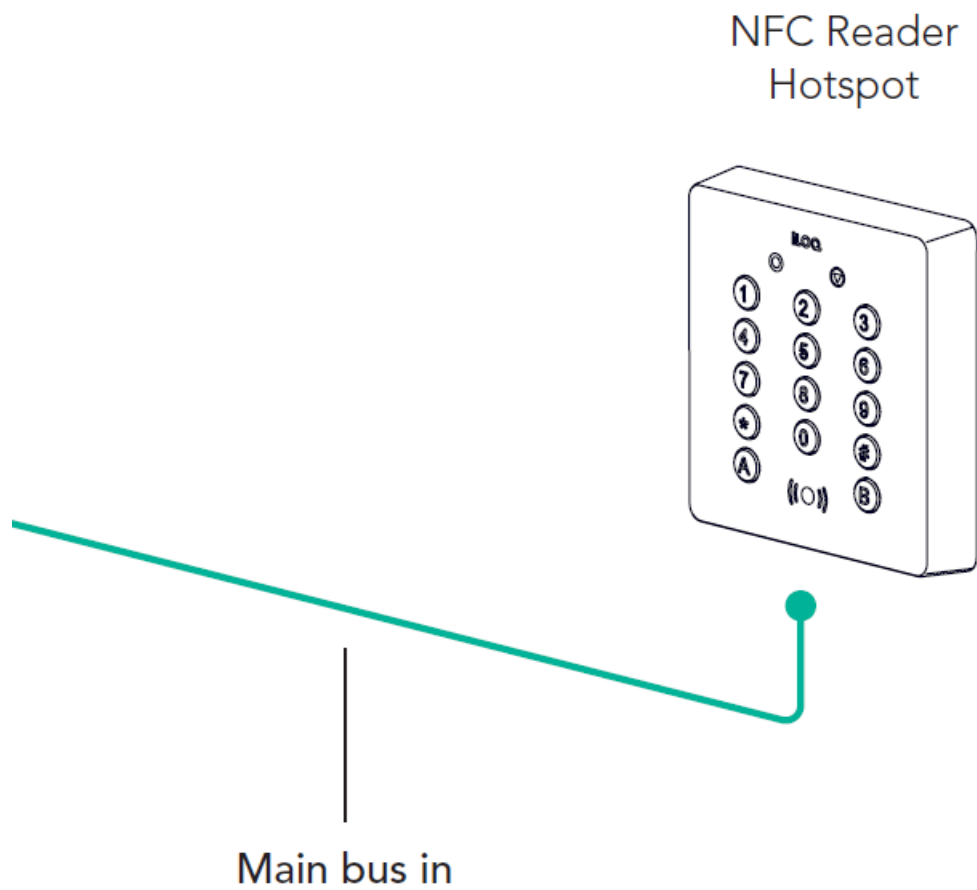 NFC Reader
Hotspot
iLOQ
1 2 3
4 5 6
7 8 9
* 0 #
A B
Main bus in